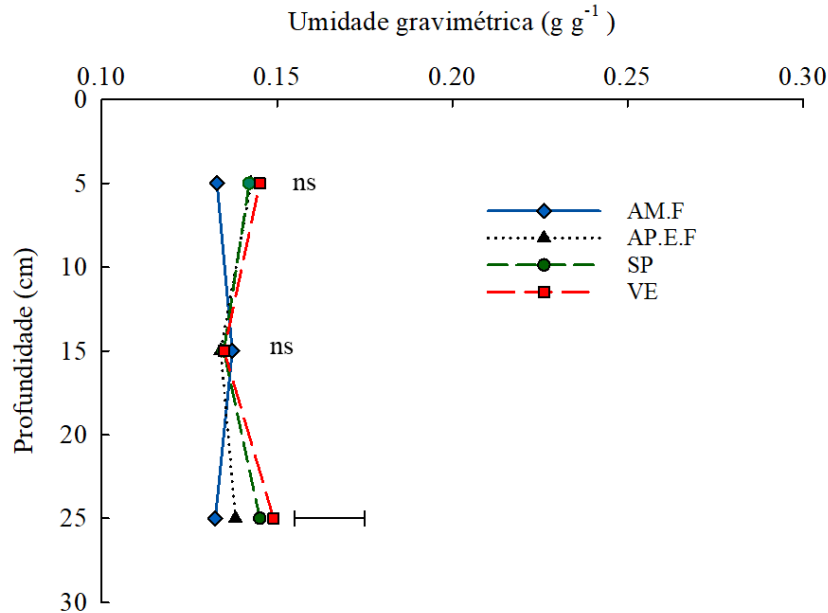 Umidade gravimétrica (g g⁻¹ )
0.10 0.15 0.20 0.25 0.30
0
5
10
15
20
25
30
Profundidade (cm)
ns
ns
AM.F
AP.E.F
SP
VE